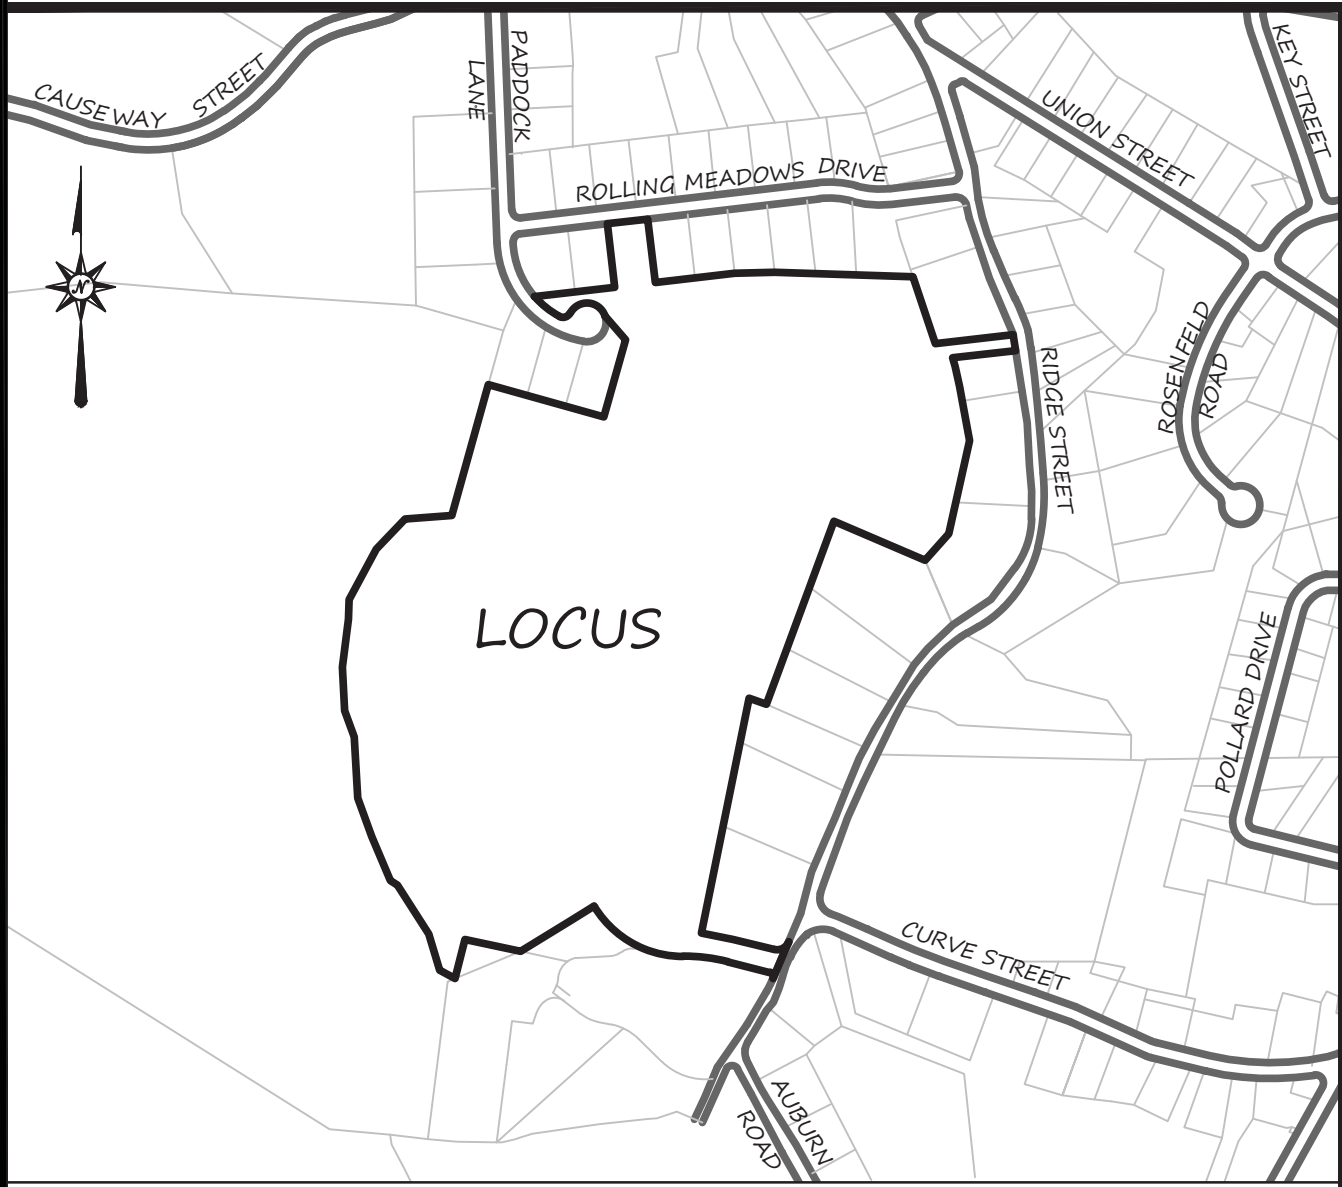 CAUSEWAY STREET
PADDOCK
LANE
KEY STREET
UNION STREET
ROLLING MEADOWS DRIVE
N
ROSENFELD
ROAD
RIDGE STREET
LOCUS
POLLARD DRIVE
CURVE STREET
AUBURN
ROAD